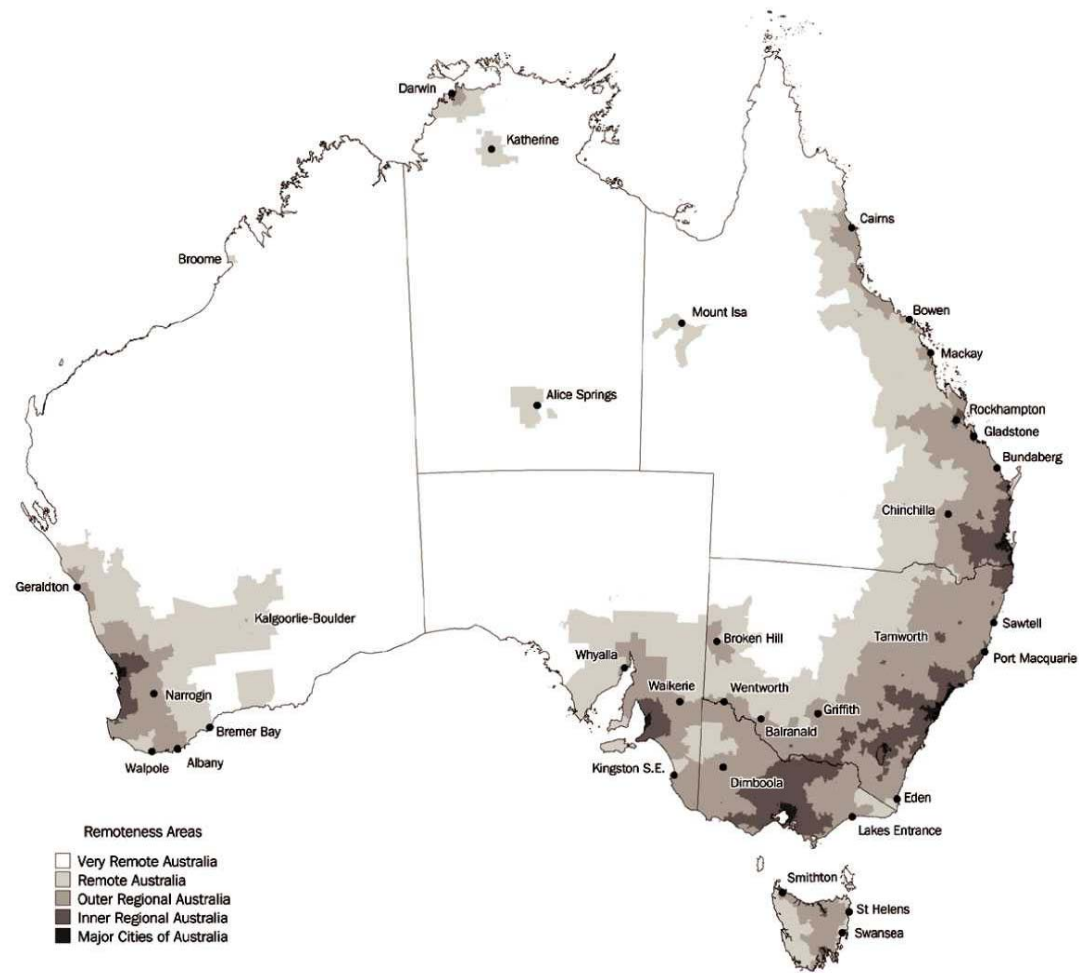 Darwin
Katherine
Cairns
Broome
Mount Isa
Bowen
Mackay
Alice Springs
Rockhampton
Gladstone
Bundaberg
Chinchilla
Geraldton
Kalgoorlie-Boulder
Sawtell
Tamworth
Broken Hill
Port Macquarie
Whyalla
Waikerie
Wentworth
Narrogin
Griffith
Balranald
Bremer Bay
Albany
Walpole
Kingston S.E.
Dimboola
Eden
Lakes Entrance
Remoteness Areas
Very Remote Australia
Remote Australia
Outer Regional Australia
Inner Regional Australia
Major Cities of Australia
Smithton
St Helens
Swansea